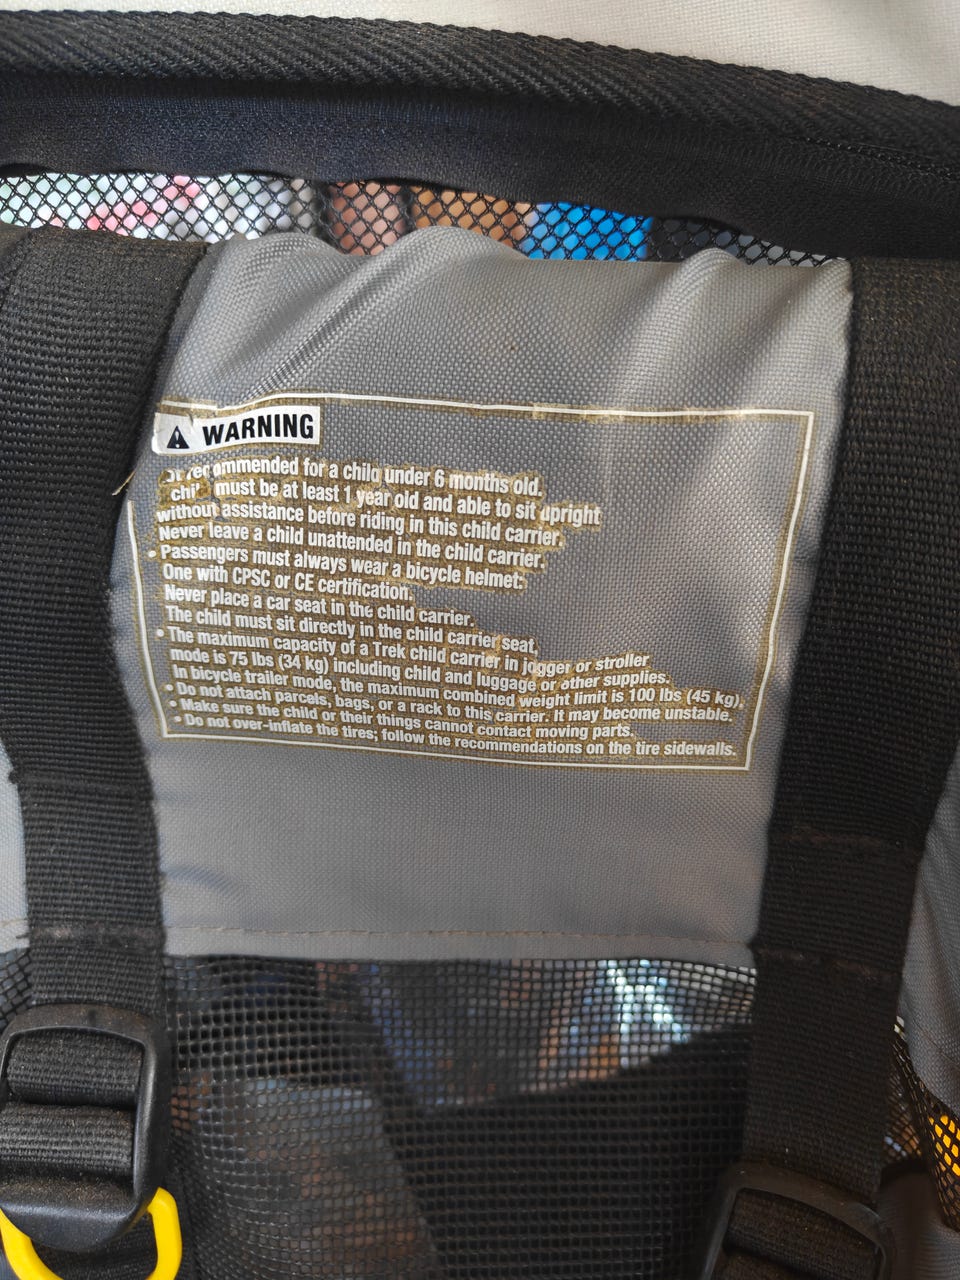 WARNING
ommended for a child under 6 months old.
must be at least 1 year old and able to sit upright
without assistance before riding in this child carrier.
Never leave a child unattended in the child carrier.
• Passengers must always wear a bicycle helmet:
One with CPSC or CE certification.
Never place a car seat in the child carrier.
The child must sit directly in the child carrier seat,
• The maximum capacity of a Trek child carrier in jogger or stroller
mode is 75 lbs (34 kg) including child and luggage or other supplies.
In bicycle trailer mode, the maximum combined weight limit is 100 lbs (45 kg).
• Do not attach parcels, bags, or a rack to this carrier. It may become unstable.
• Make sure the child or their things cannot contact moving parts.
• Do not over-inflate the tires; follow the recommendations on the tire sidewalls.